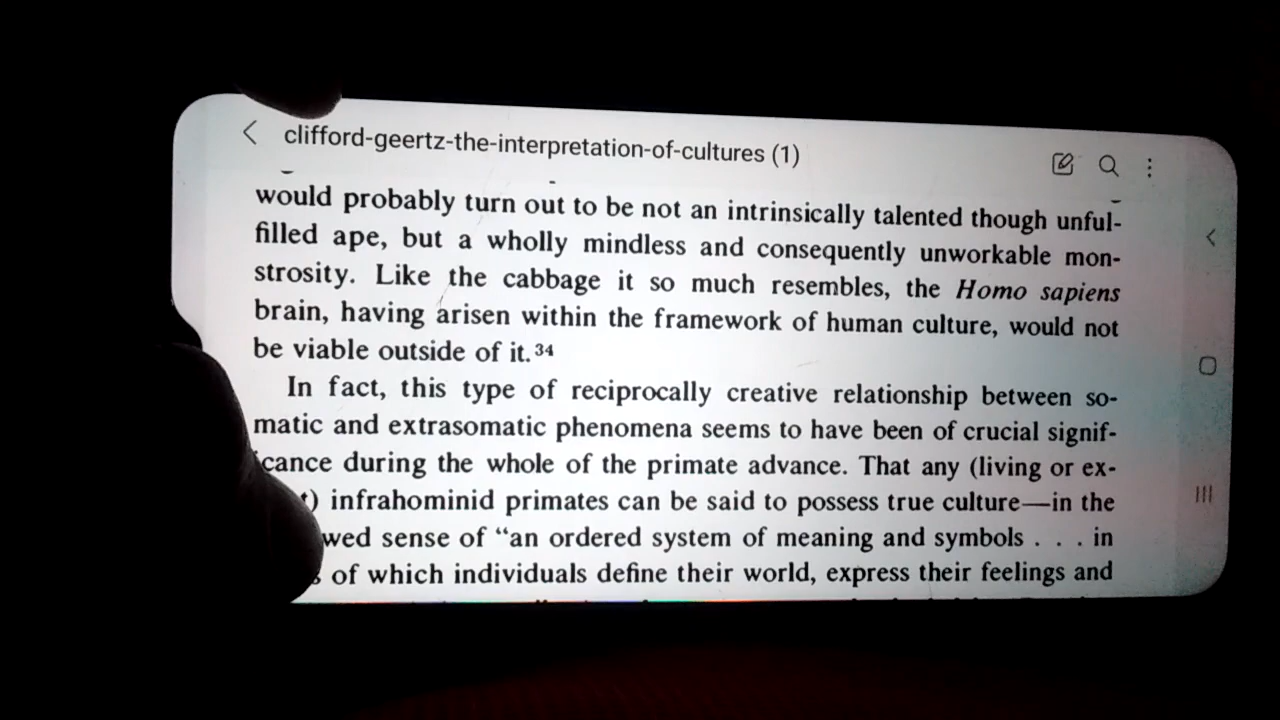 clifford-geertz-the-interpretation-of-cultures (1)
would probably turn out to be not an intrinsically talented though unful-
filled ape, but a wholly mindless and consequently unworkable mon-
strosity. Like the cabbage it so much resembles, the Homo sapiens
brain, having arisen within the framework of human culture, would not
be viable outside of it.34
In fact, this type of reciprocally creative relationship between so-
matic and extrasomatic phenomena seems to have been of crucial signif-
cance during the whole of the primate advance. That any (living or ex-
t) infrahominid primates can be said to possess true culture—in the
wed sense of "an ordered system of meaning and symbols . . . in
s of which individuals define their world, express their feelings and